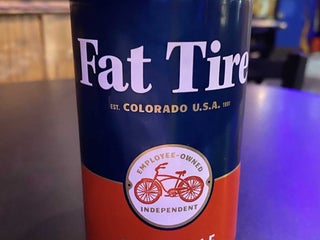 Fat Tire
EST. COLORADO U.S.A. 1991
EMPLOYEE-OWNED
INDEPENDENT